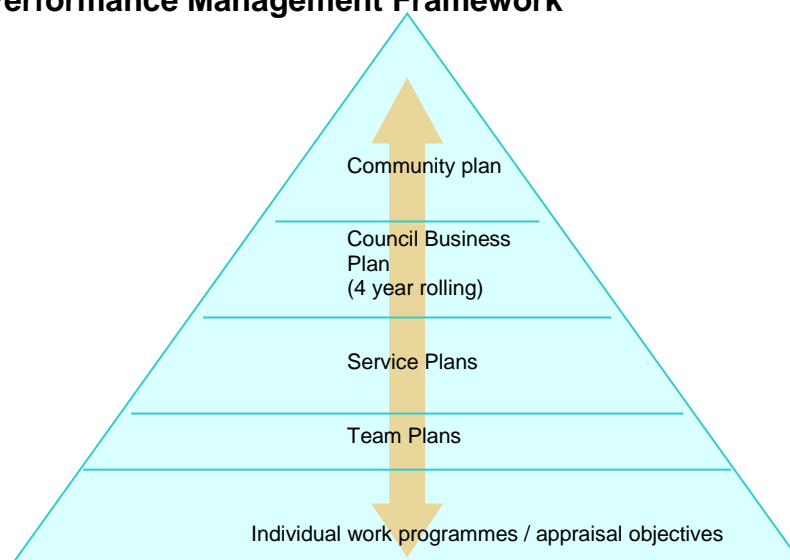 Performance Management Framework
Community plan
Council Business
Plan
(4 year rolling)
Service Plans
Team Plans
Individual work programmes / appraisal objectives